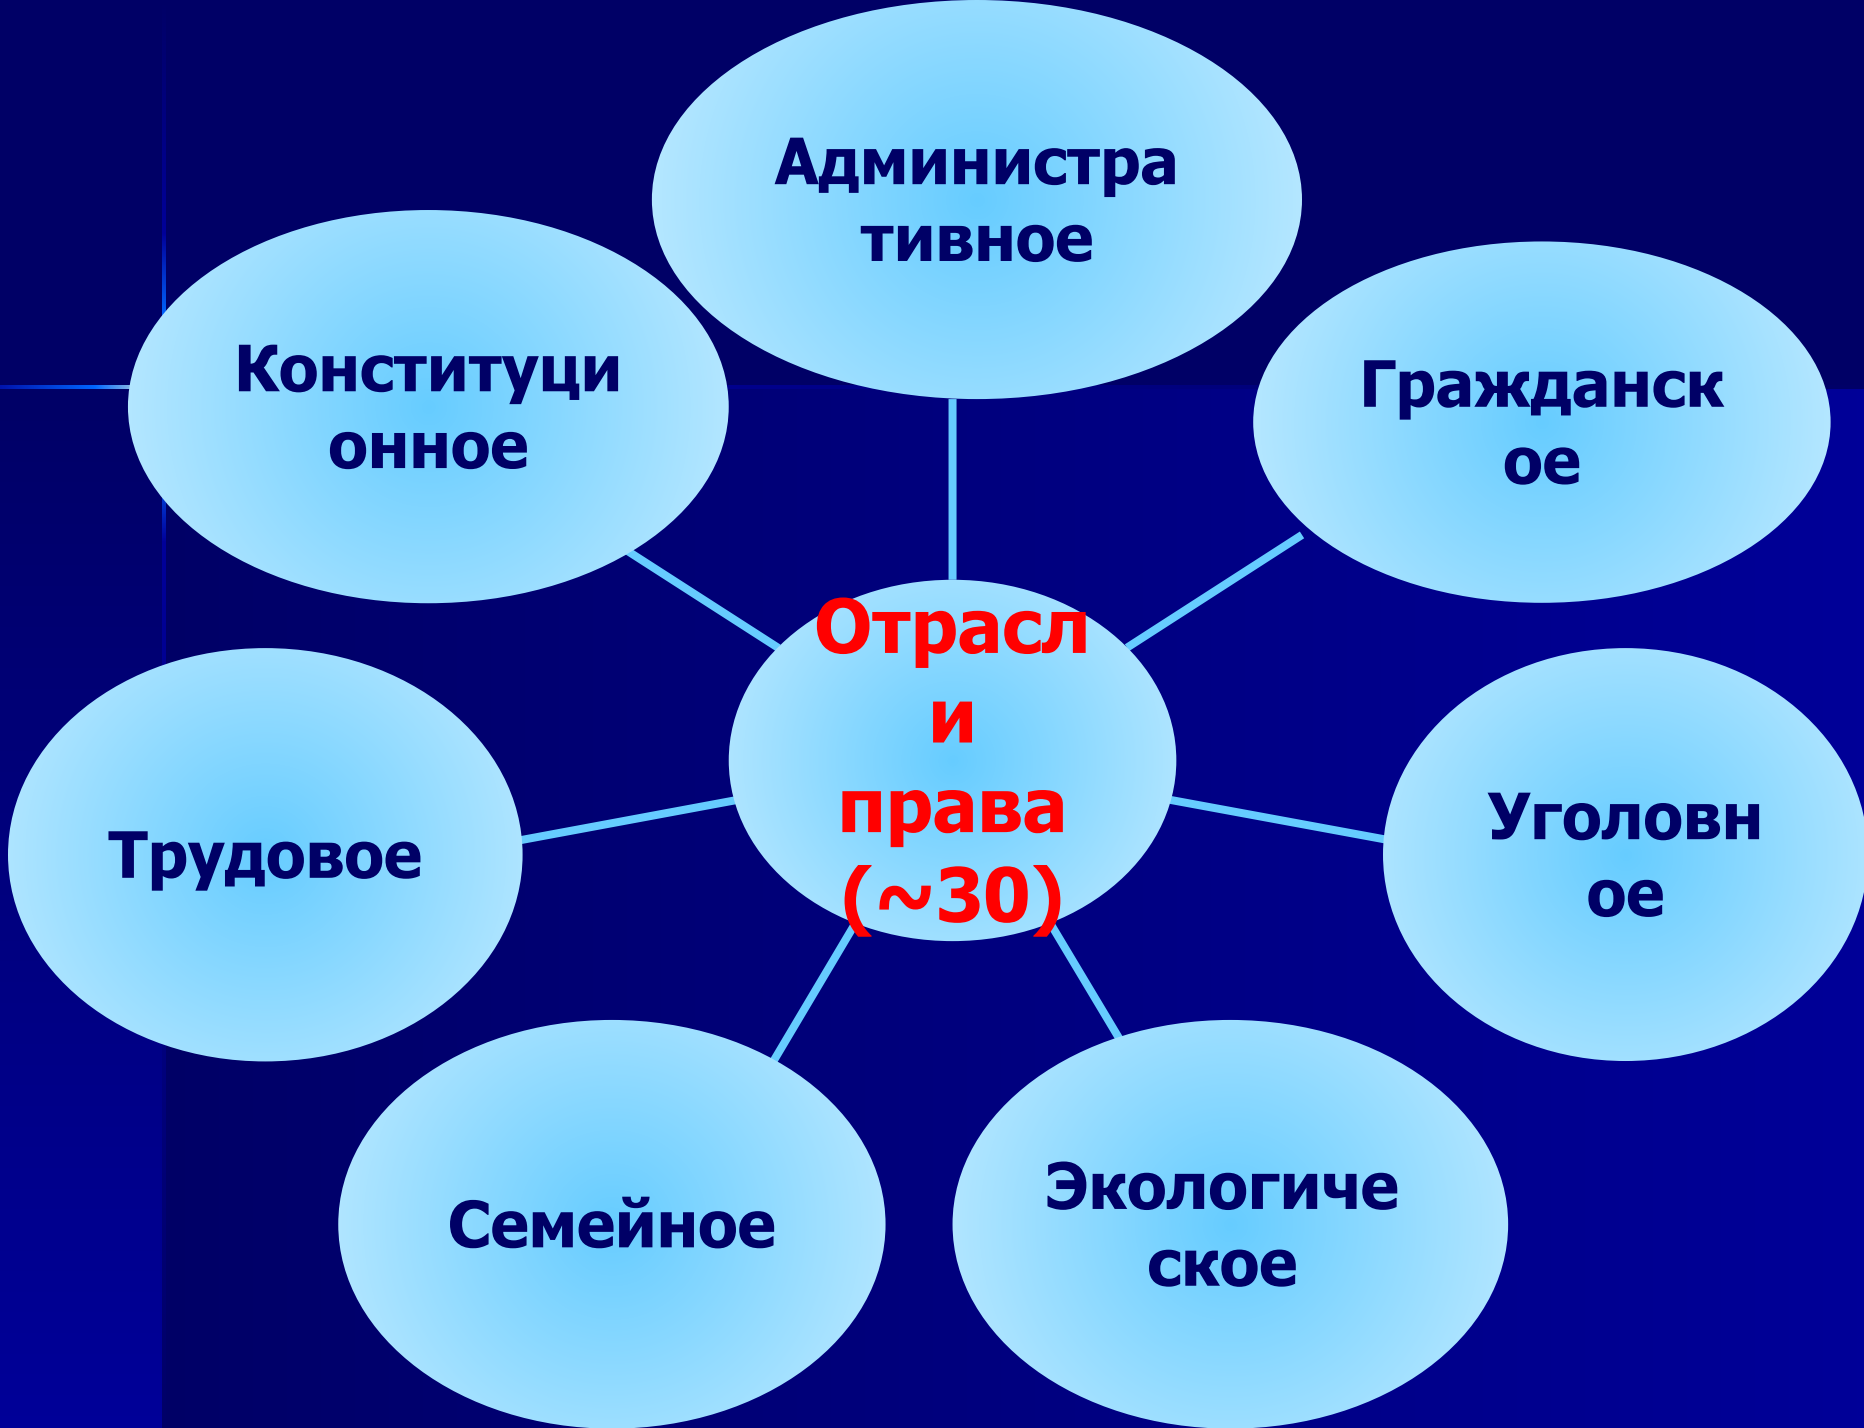 Администра
тивное
Конституци
онное
Гражданск
ое
Отрасл
и
права
(~30)
Трудовое
Уголовн
ое
Семейное
Экологиче
ское